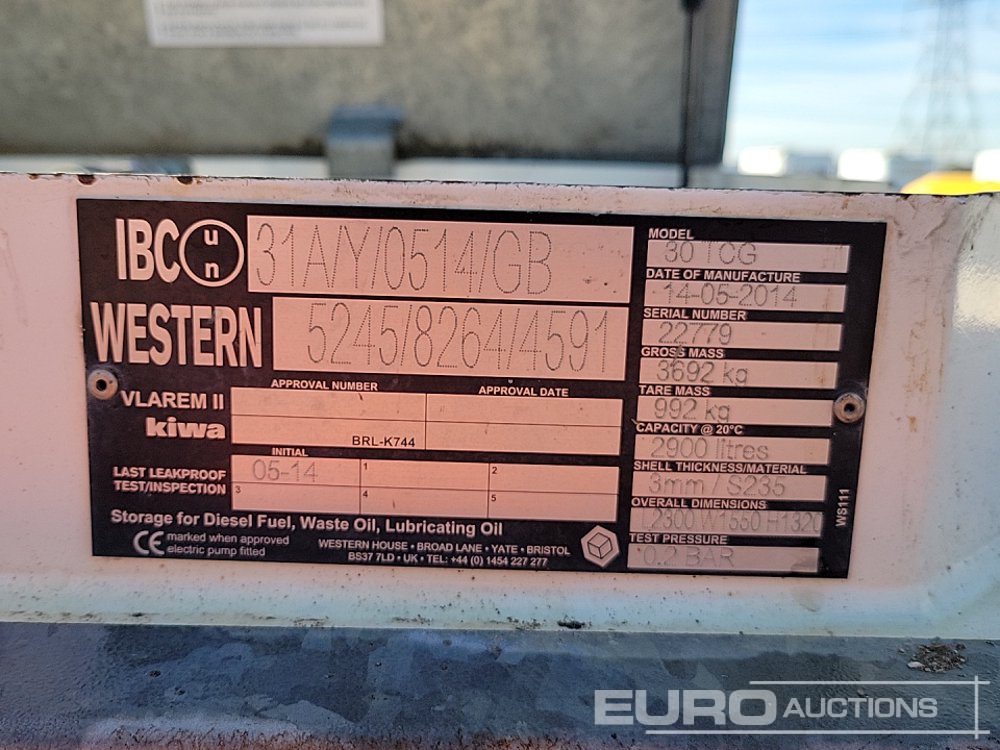 IBC un 31A/Y/0514/GB
WESTERN 5245/8264/4591
APPROVAL NUMBER APPROVAL DATE
VLAREM II
kiwa BRL-K744
INITIAL
LAST LEAKPROOF
TEST/INSPECTION
05-14 1 2
3 4 5
Storage for Diesel Fuel, Waste Oil, Lubricating Oil
CE marked when approved
electric pump fitted
WESTERN HOUSE • BROAD LANE • YATE • BRISTOL
BS37 7LD • UK • TEL: +44 (0) 1454 227 277
MODEL
30 TCG
DATE OF MANUFACTURE
14-05-2014
SERIAL NUMBER
22779
GROSS MASS
3692 kg
TARE MASS
992 kg
CAPACITY @ 20°C
2900 litres
SHELL THICKNESS/MATERIAL
3mm / S235
OVERALL DIMENSIONS
L2300 W1550 H1320
TEST PRESSURE
0.2 BAR
WS111
EURO AUCTIONS